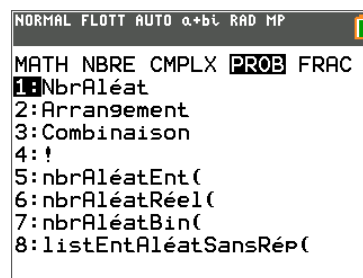 NORMAL FLOTT AUTO a+bi RAD MP
MATH NBRE CMPLX PROB FRAC
1:NbrAléat
2:Arrangement
3:Combinaison
4:!
5:nbrAléatEnt(
6:nbrAléatRéel(
7:nbrAléatBin(
8:listEntAléatSansRép(